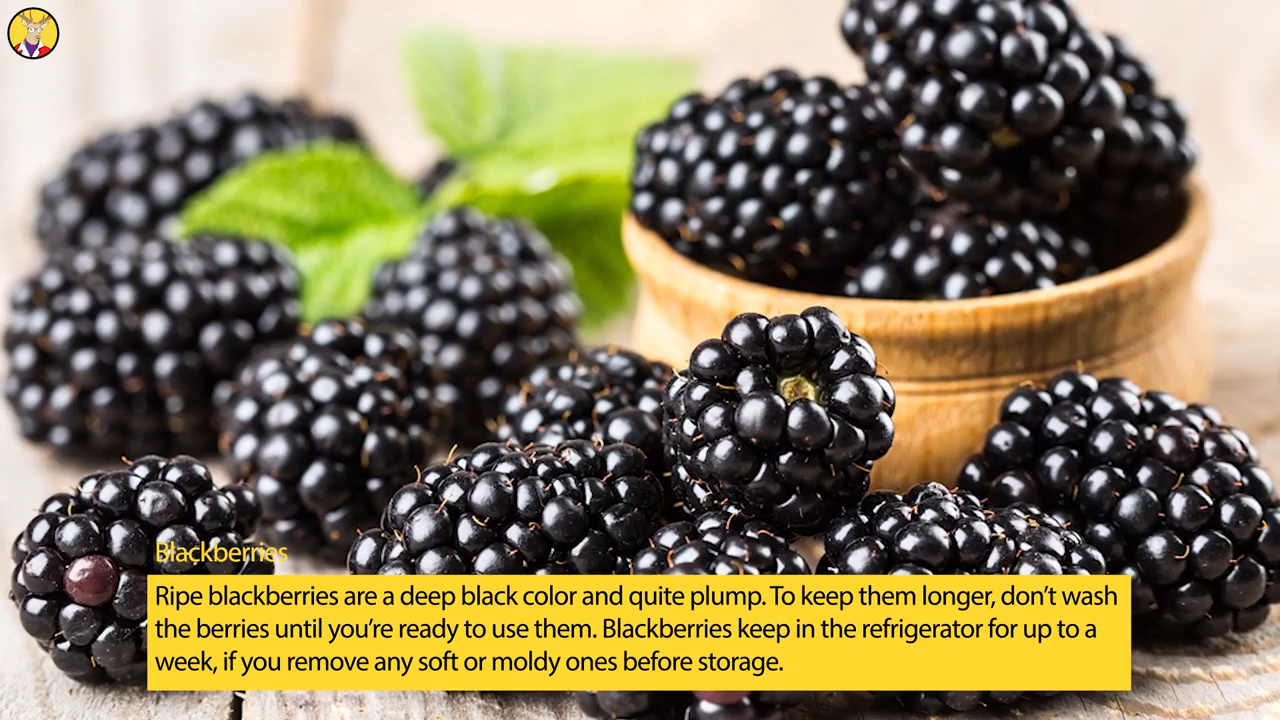 Blackberries
Ripe blackberries are a deep black color and quite plump. To keep them longer, don’t wash
the berries until you’re ready to use them. Blackberries keep in the refrigerator for up to a
week, if you remove any soft or moldy ones before storage.